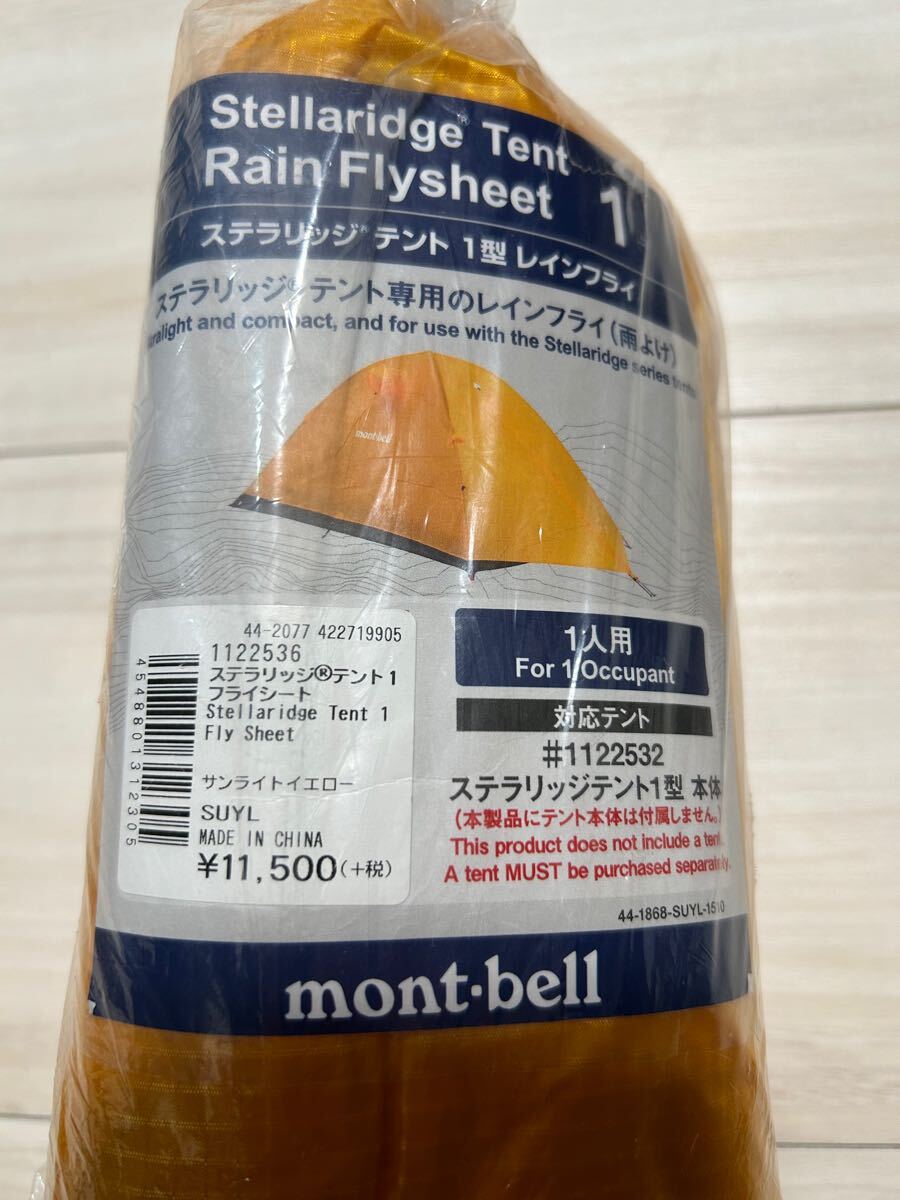 Stellaridge® Tent
Rain Flysheet 1
ステラリッジ® テント 1型 レインフライ
ステラリッジ® テント専用のレインフライ(雨よけ)
and compact, and for use with the Stellaridge series
mont·bell
44-2077 422719905
1122536
ステラリッジ®テント1
フライシート
Stellaridge Tent 1
Fly Sheet
サンライトイエロー
SUYL
MADE IN CHINA
¥11,500(+税)
4548801312305
1人用
For 1 Occupant
対応テント
#1122532
ステラリッジテント1型 本体
(本製品にテント本体は付属しません。)
This product does not include a tent.
A tent MUST be purchased separately.
44-1868-SUYL-1510
mont·bell